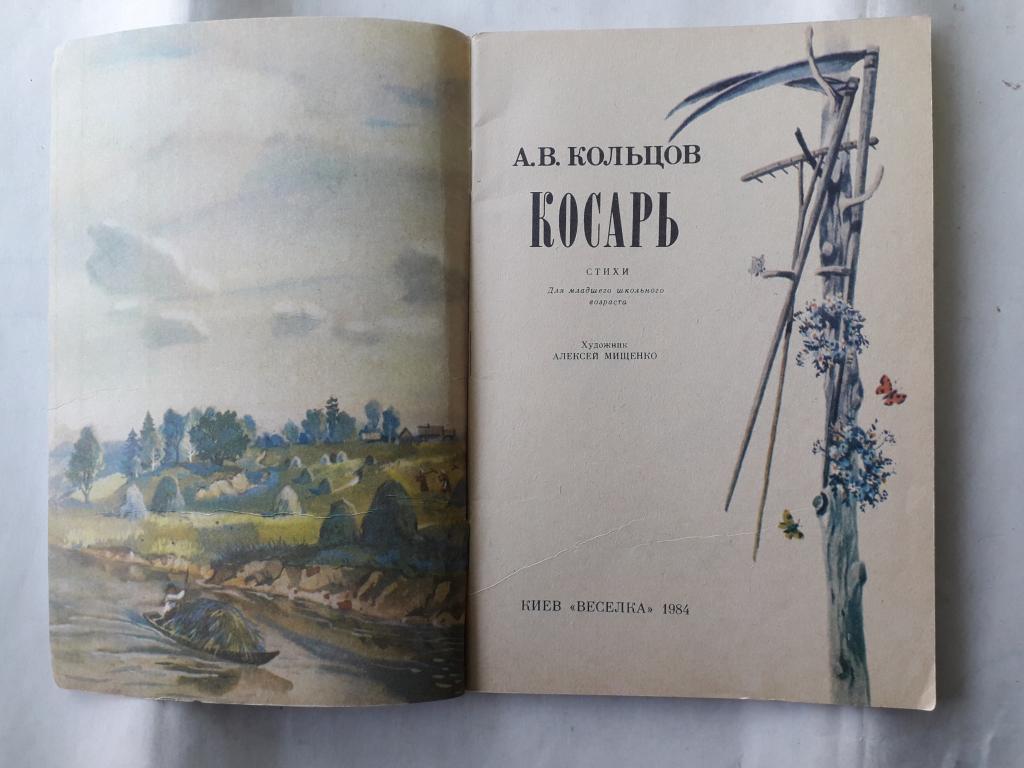 А.В. КОЛЬЦОВ
КОСАРЬ
СТИХИ
Для младшего школьного
возраста
Художник
АЛЕКСЕЙ МИЩЕНКО
КИЕВ «ВЕСЕЛКА» 1984